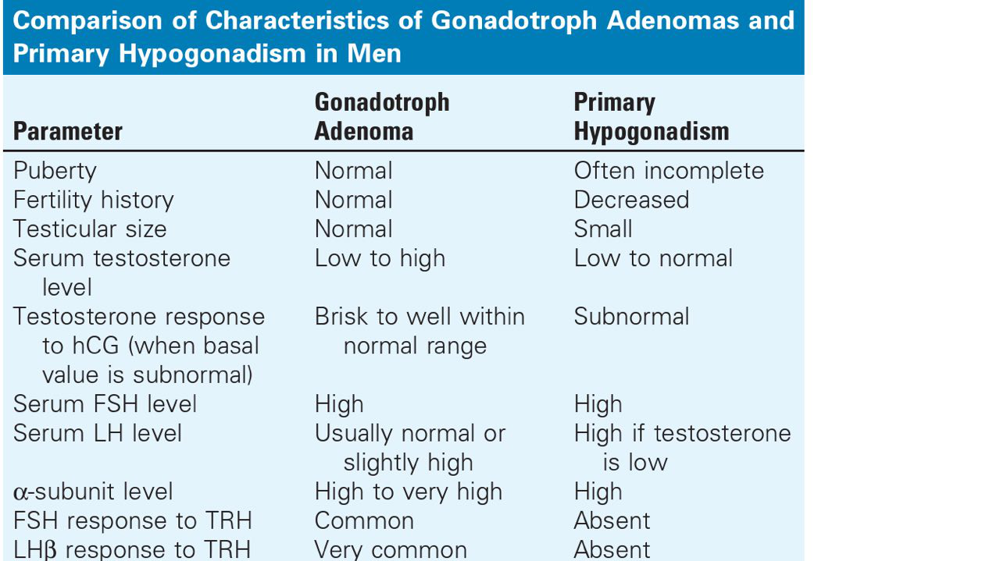 Comparison of Characteristics of Gonadotroph Adenomas and
Primary Hypogonadism in Men
Parameter Gonadotroph Adenoma Primary Hypogonadism
Puberty Normal Often incomplete
Fertility history Normal Decreased
Testicular size Normal Small
Serum testosterone Low to high Low to normal
level
Testosterone response Brisk to well within Subnormal
to hCG (when basal normal range
value is subnormal)
Serum FSH level High High
Serum LH level Usually normal or High if testosterone
slightly high is low
α-subunit level High to very high High
FSH response to TRH Common Absent
LHβ response to TRH Very common Absent